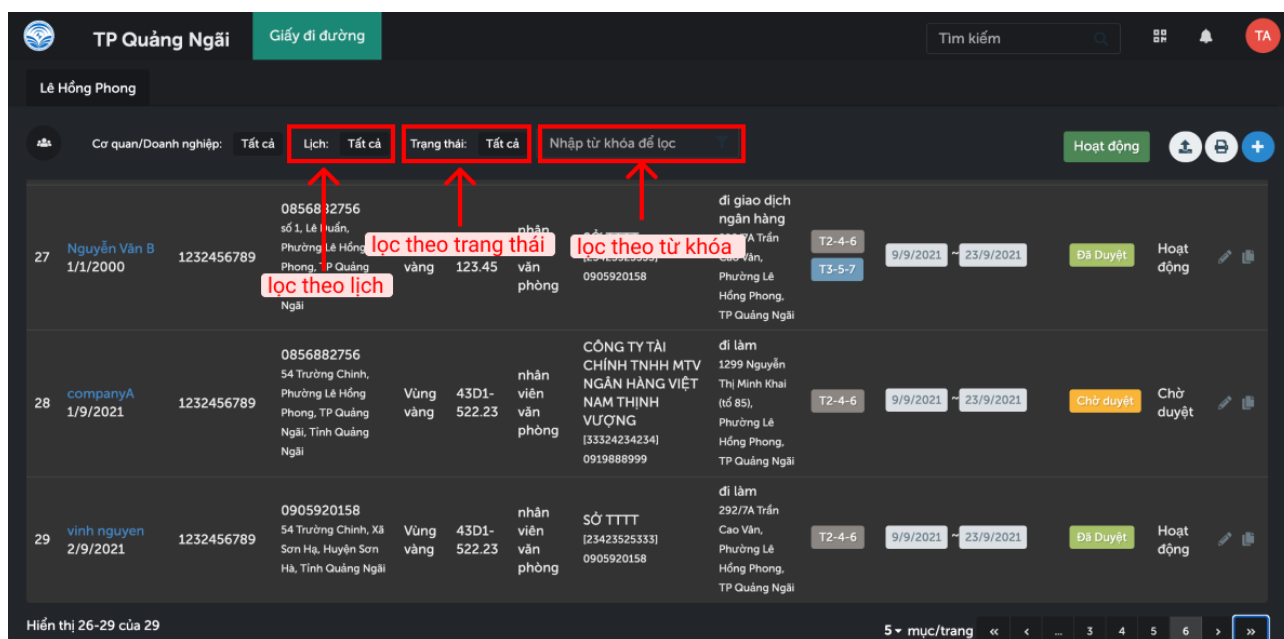 TP Quảng Ngãi
Giấy đi đường
Tìm kiếm
TA
Lê Hồng Phong
Cơ quan/Doanh nghiệp: Tất cả
Lịch: Tất cả
Trạng thái: Tất cả
Nhập từ khóa để lọc
Hoạt động
lọc theo trang thái
lọc theo từ khóa
lọc theo lịch
27
Nguyễn Văn B
1/1/2000
1232456789
0856882756
số 1, Lê Duẩn,
Phường Lê Hồng
Phong, TP Quảng
Ngãi
vàng
123.45
nhân
văn
phòng
0905920158
đi giao dịch
ngân hàng
Trần
Cao Vân,
Phường Lê
Hồng Phong,
TP Quảng Ngãi
T2-4-6
T3-5-7
9/9/2021 ~ 23/9/2021
Đã Duyệt
Hoạt
động
28
companyA
1/9/2021
1232456789
0856882756
54 Trường Chinh,
Phường Lê Hồng
Phong, TP Quảng
Ngãi, Tỉnh Quảng
Ngãi
Vùng
vàng
43D1-
522.23
nhân
viên
văn
phòng
CÔNG TY TÀI
CHÍNH TNHH MTV
NGÂN HÀNG VIỆT
NAM THỊNH
VƯỢNG
[33324234234]
0919888999
đi làm
1299 Nguyễn
Thị Minh Khai
(tổ 85),
Phường Lê
Hồng Phong,
TP Quảng Ngãi
T2-4-6
9/9/2021 ~ 23/9/2021
Chờ duyệt
Chờ
duyệt
29
vinh nguyen
2/9/2021
1232456789
0905920158
54 Trường Chinh, Xã
Sơn Hạ, Huyện Sơn
Hà, Tỉnh Quảng Ngãi
Vùng
vàng
43D1-
522.23
nhân
viên
văn
phòng
SỞ TTTT
[23423525333]
0905920158
đi làm
292/7A Trần
Cao Vân,
Phường Lê
Hồng Phong,
TP Quảng Ngãi
T2-4-6
9/9/2021 ~ 23/9/2021
Đã Duyệt
Hoạt
động
Hiển thị 26-29 của 29
5 mục/trang « ‹ ... 3 4 5 6 › »